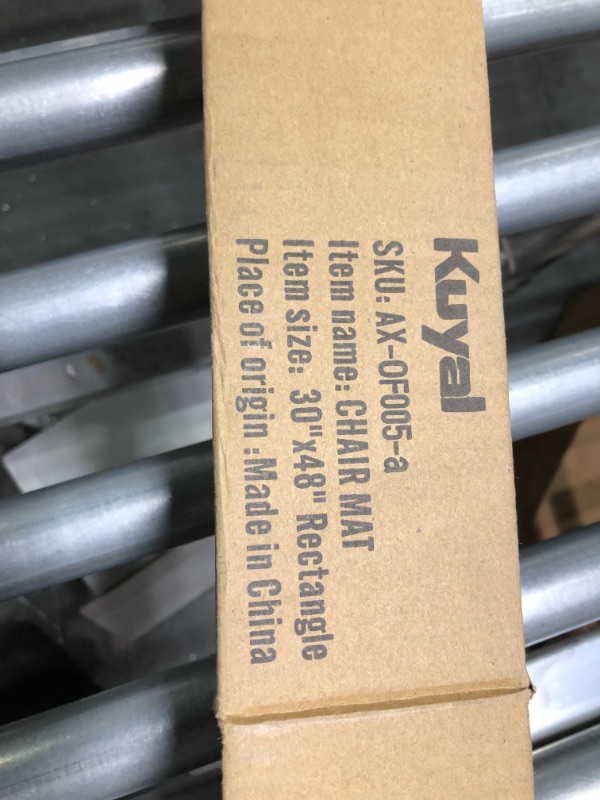 Kuyal
SKU: AX-OF005-a
Item name: CHAIR MAT
Item size: 30"x48" Rectangle
Place of origin :Made in China